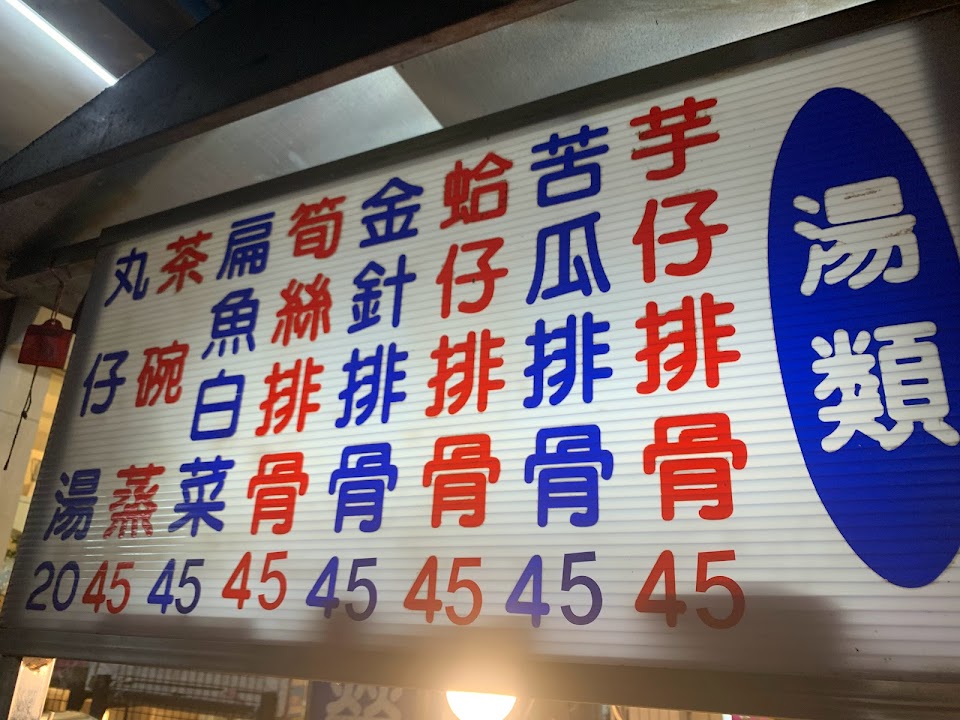 湯類
芋仔排骨 45
苦瓜排骨 45
蛤仔排骨 45
金針排骨 45
筍絲排骨 45
扁魚白菜 45
茶碗蒸 45
丸仔湯 20